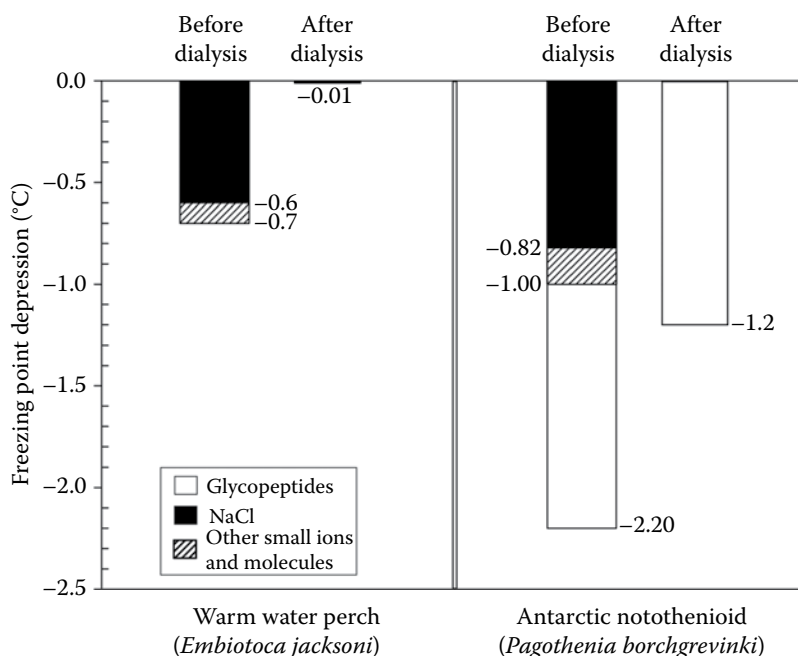 Before
dialysis
After
dialysis
Before
dialysis
After
dialysis
Freezing point depression (°C)
0.0
−0.5
−1.0
−1.5
−2.0
−2.5
−0.6
−0.7
−0.01
−0.82
−1.00
−2.20
−1.2
Glycopeptides
NaCl
Other small ions
and molecules
Warm water perch
(Embiotoca jacksoni)
Antarctic notothenioid
(Pagothenia borchgrevinki)